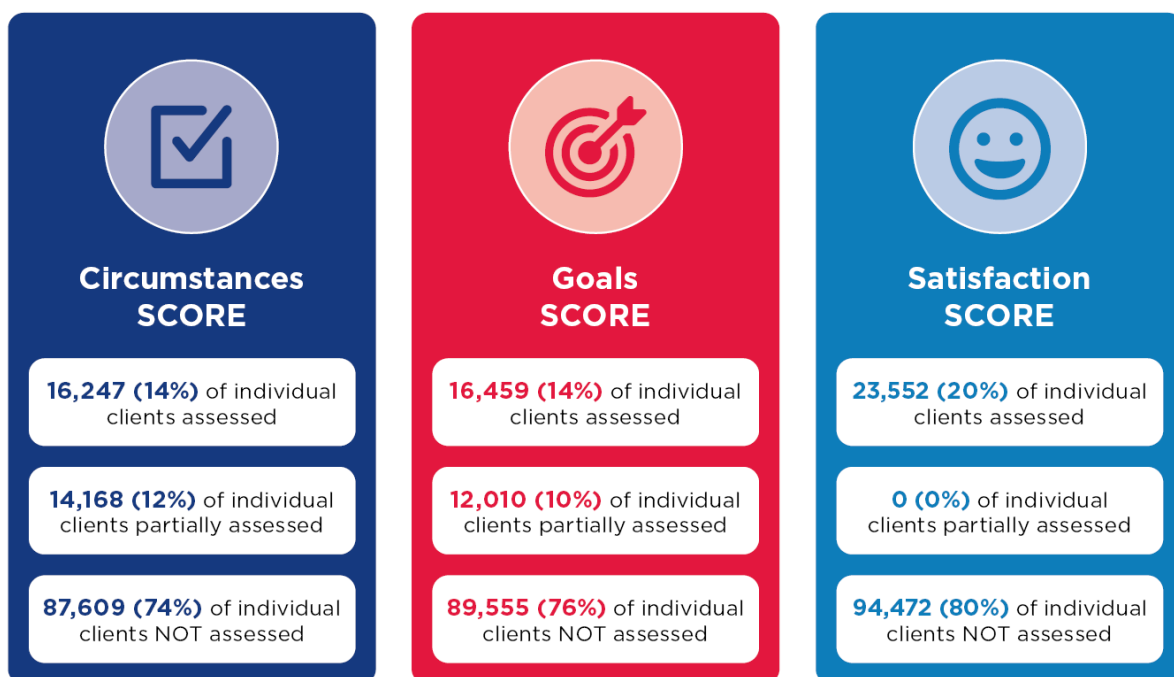 Circumstances
SCORE
16,247 (14%) of individual
clients assessed
14,168 (12%) of individual
clients partially assessed
87,609 (74%) of individual
clients NOT assessed
Goals
SCORE
16,459 (14%) of individual
clients assessed
12,010 (10%) of individual
clients partially assessed
89,555 (76%) of individual
clients NOT assessed
Satisfaction
SCORE
23,552 (20%) of individual
clients assessed
0 (0%) of individual
clients partially assessed
94,472 (80%) of individual
clients NOT assessed